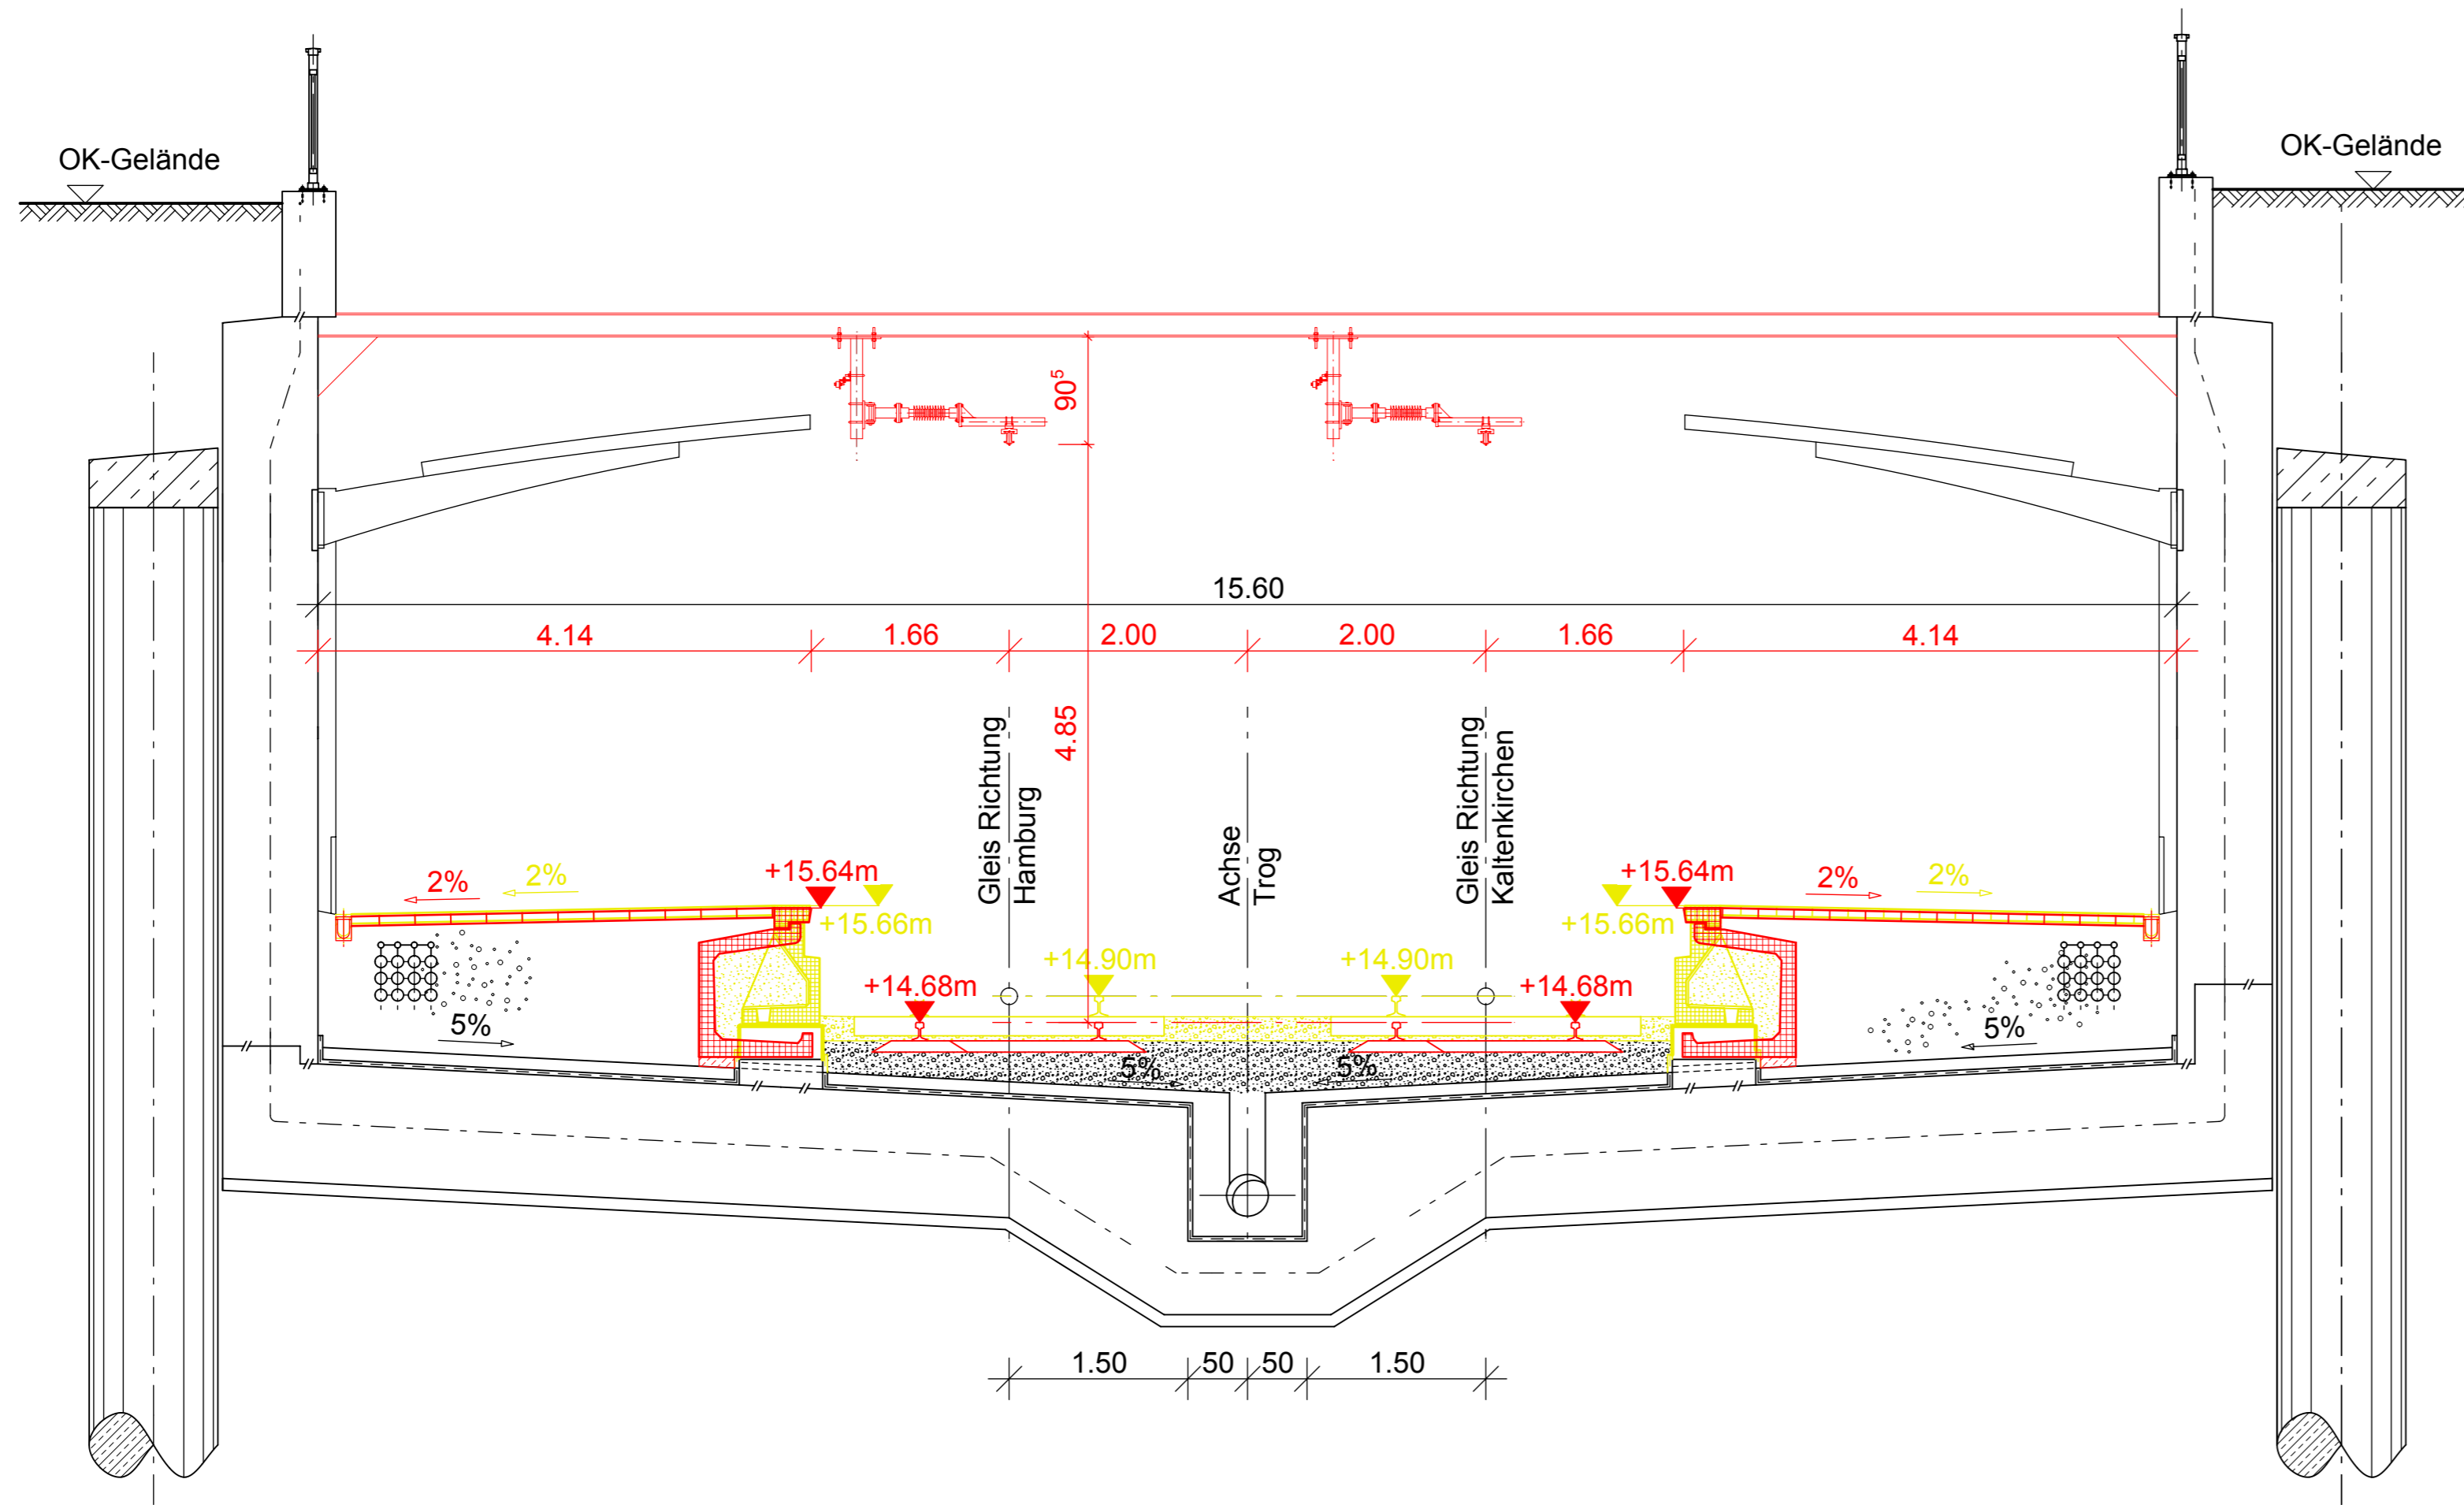 OK-Gelände
OK-Gelände
90⁵
15.60
4.14
1.66
2.00
2.00
1.66
4.14
4.85
Gleis Richtung
Hamburg
Achse
Trog
Gleis Richtung
Kaltenkirchen
2%
2%
+15.64m
+15.66m
+15.64m
+15.66m
2%
2%
+14.68m
+14.90m
+14.90m
+14.68m
5%
5%
5%
5%
1.50
50
50
1.50